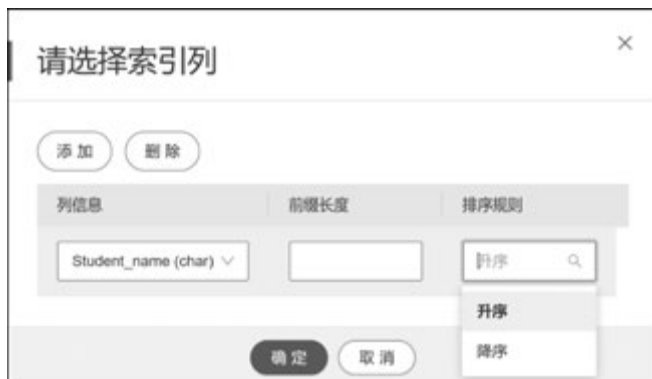 请选择索引列
添加 删除
列信息 前缀长度 排序规则
Student_name (char) 升序
升序
降序
确定 取消